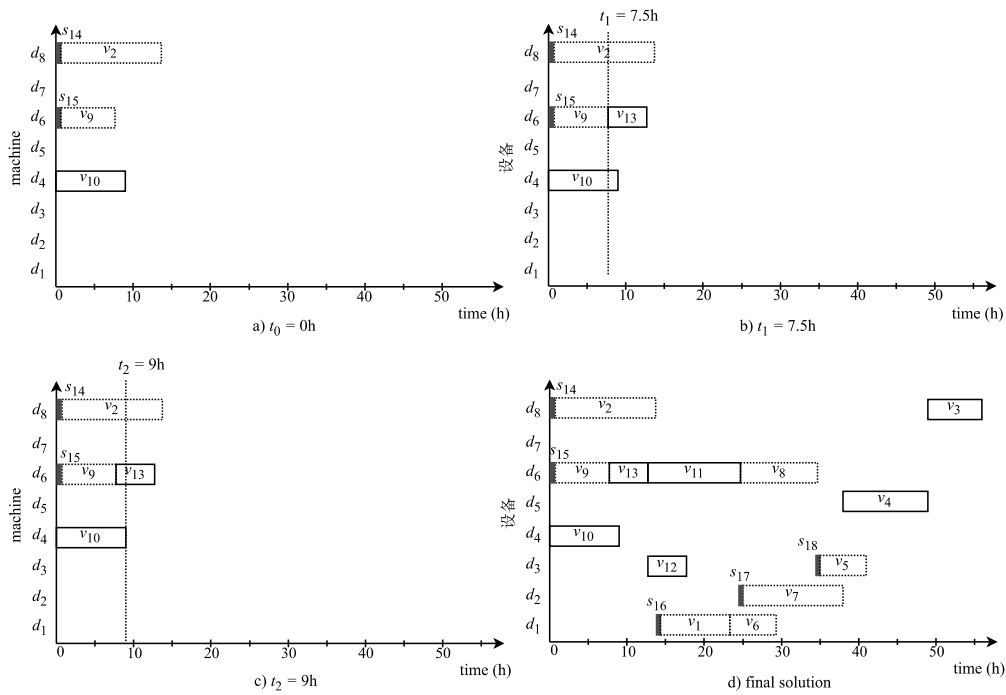 s14
d8
v2
d7
s15
d6
v9
d5
machine
d4
v10
d3
d2
d1
0 10 20 30 40 50
time (h)
a) t0 = 0h
t1 = 7.5h
s14
d8
v2
d7
s15
d6
v9 v13
d5
设备
d4
v10
d3
d2
d1
0 10 20 30 40 50
time (h)
b) t1 = 7.5h
t2 = 9h
s14
d8
v2
d7
s15
d6
v9 v13
d5
machine
d4
v10
d3
d2
d1
0 10 20 30 40 50
time (h)
c) t2 = 9h
s14
d8
v2 v3
d7
s15
d6
v9 v13 v11 v8
d5
v4
设备
d4
v10
s18
d3
v12 v5
s17
d2
v7
s16
d1
v1 v6
0 10 20 30 40 50
time (h)
d) final solution